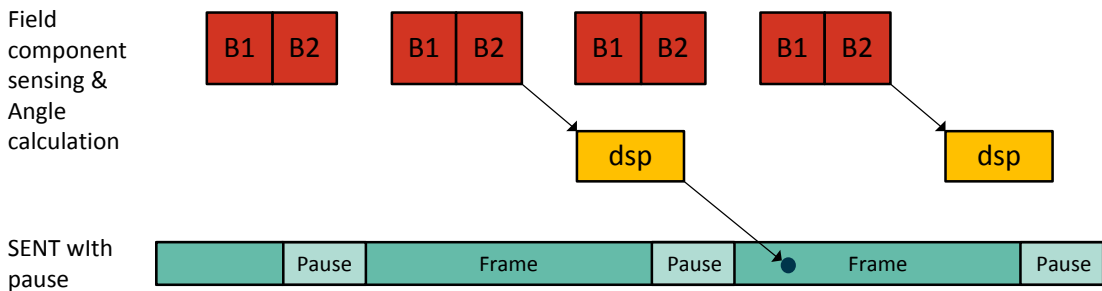 Field
component
sensing &
Angle
calculation
B1 B2 B1 B2 B1 B2 B1 B2
dsp dsp
SENT wIth
pause
Pause Frame Pause Frame Pause